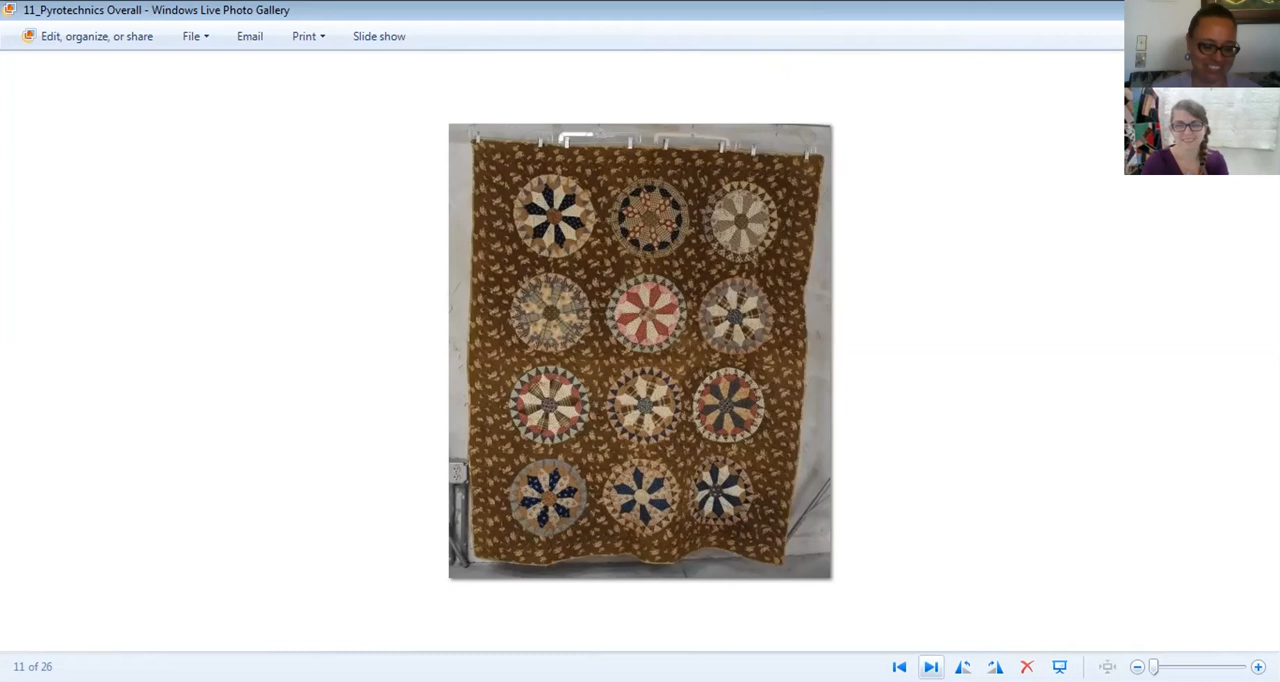 11_Pyrotechnics Overall - Windows Live Photo Gallery
Edit, organize, or share File Email Print Slide show
11 of 26